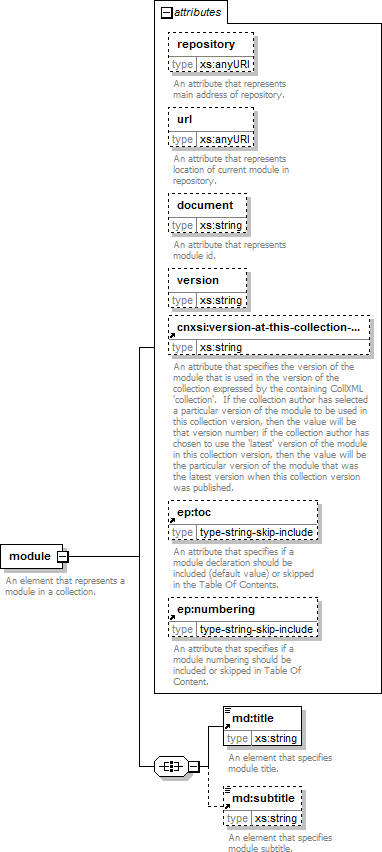 attributes
repository
type xs:anyURI
An attribute that represents
main address of repository.
url
type xs:anyURI
An attribute that represents
location of current module in
repository.
document
type xs:string
An attribute that represents
module id.
version
type xs:string
cnxsi:version-at-this-collection-...
type xs:string
An attribute that specifies the version of the
module that is used in the version of the
collection expressed by the containing CollXML
'collection'. If the collection author has selected
a particular version of the module to be used in
this collection version, then the value will be
that version number; if the collection author has
chosen to use the 'latest' version of the module
in this collection version, then the value will be
the particular version of the module that was
the latest version when this collection version
was published.
ep:toc
type type-string-skip-include
An attribute that specifies if a
module declaration should be
included (default value) or skipped
in the Table Of Contents.
module
An element that represents a
module in a collection.
ep:numbering
type type-string-skip-include
An attribute that specifies if a
module numbering should be
included or skipped in Table Of
Content.
md:title
type xs:string
An element that specifies
module title.
md:subtitle
type xs:string
An element that specifies
module subtitle.